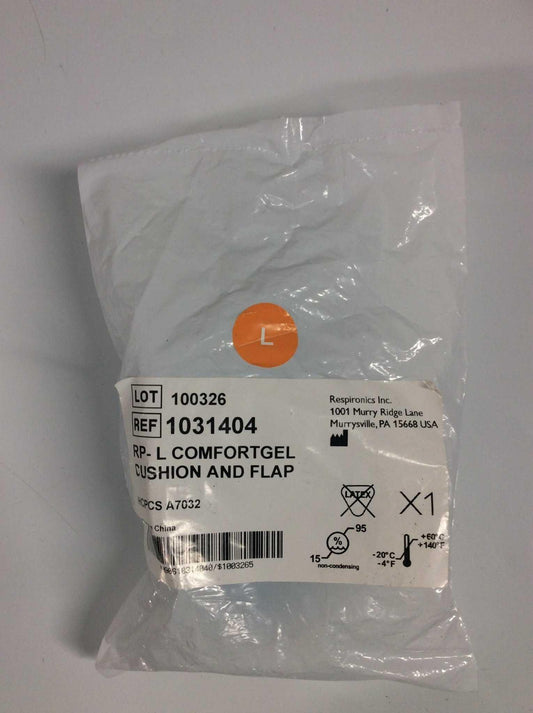 L
LOT 100326
REF 1031404
RP- L COMFORTGEL
CUSHION AND FLAP
HCPCS A7032
China
Respironics Inc.
1001 Murry Ridge Lane
Murrysville, PA 15668 USA
LATEX
X1
95
%
15
non-condensing
+60°C
+140°F
-20°C
-4°F